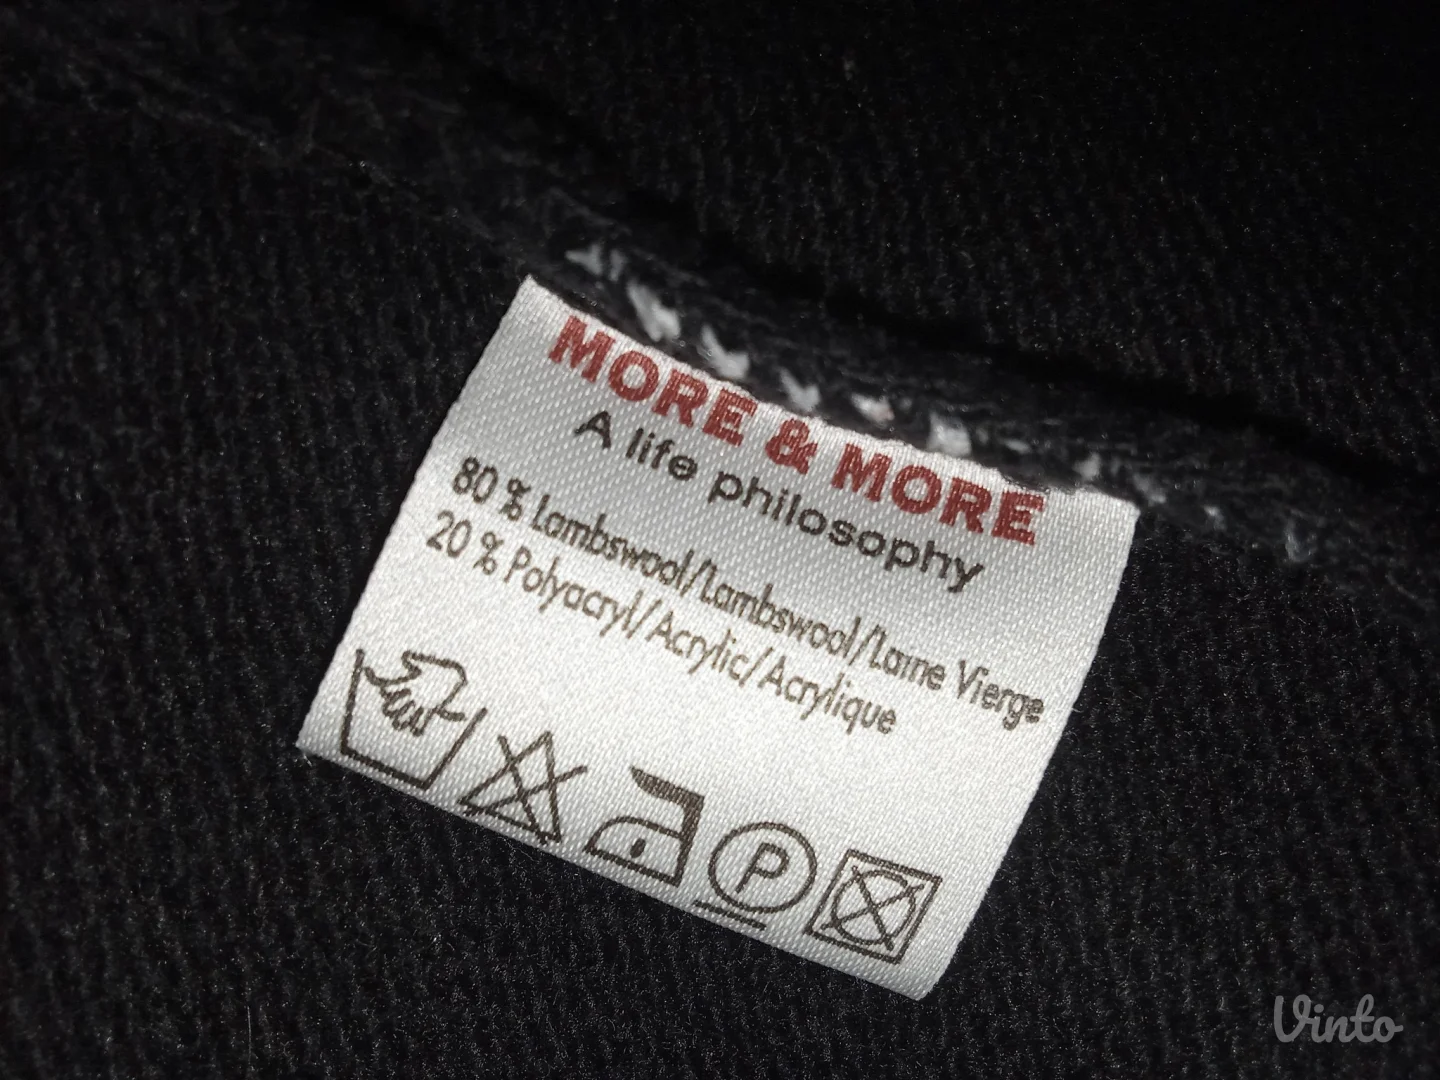 MORE & MORE
A life philosophy
80 % Lambswool/Lambswool/Laine Vierge
20 % Polyacryl/Acrylic/Acrylique
P
Vinto